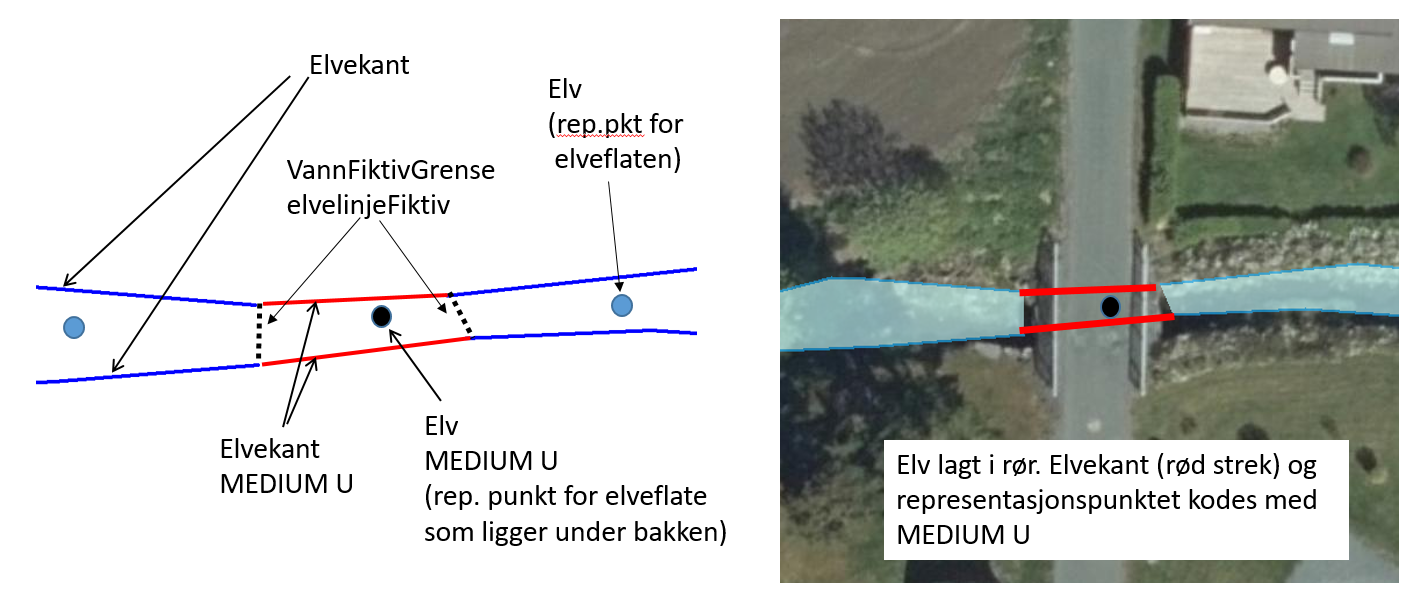 Elvekant
Elv
(rep.pkt for
elveflaten)
VannFiktivGrense
elvelinjeFiktiv
Elvekant
MEDIUM U
Elv
MEDIUM U
(rep. punkt for elveflate
som ligger under bakken)
Elv lagt i rør. Elvekant (rød strek) og
representasjonspunktet kodes med
MEDIUM U